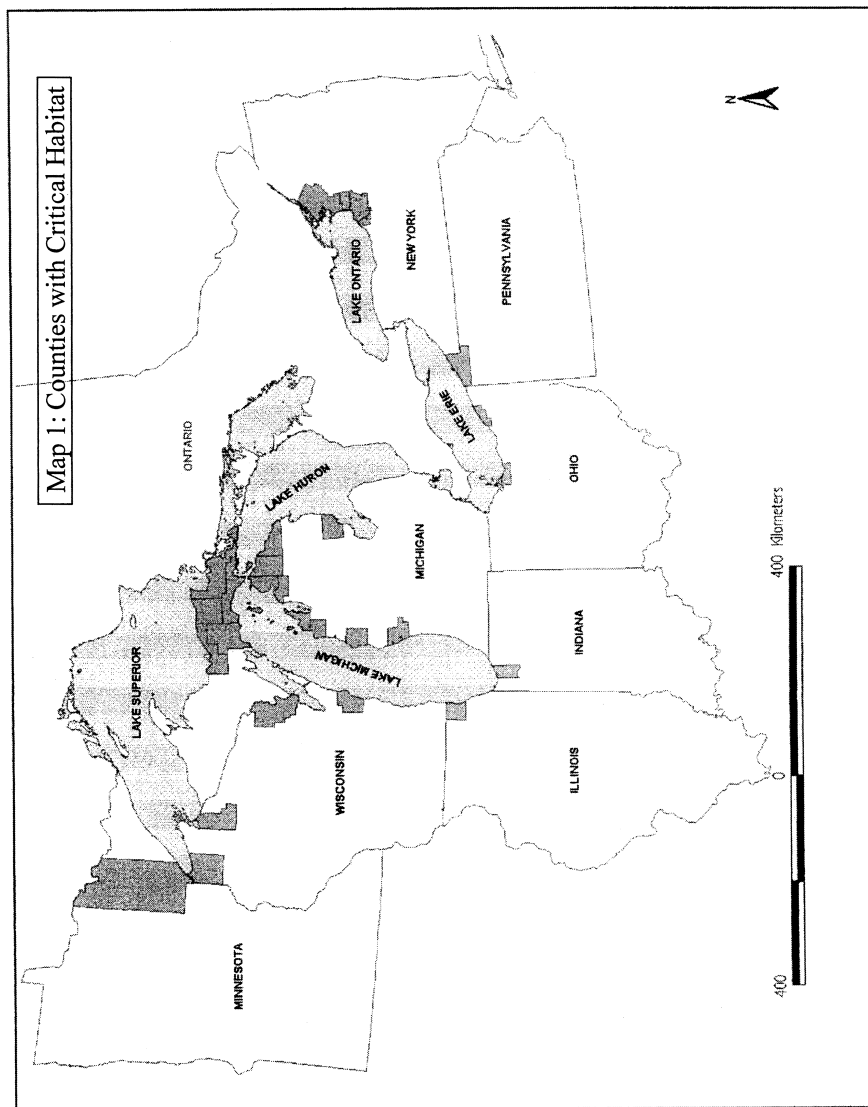 Map 1: Counties with Critical Habitat
ONTARIO
LAKE SUPERIOR
LAKE HURON
LAKE ONTARIO
LAKE MICHIGAN
LAKE ERIE
MINNESOTA
WISCONSIN
MICHIGAN
NEW YORK
PENNSYLVANIA
ILLINOIS
INDIANA
OHIO
N
400 0 400 Kilometers